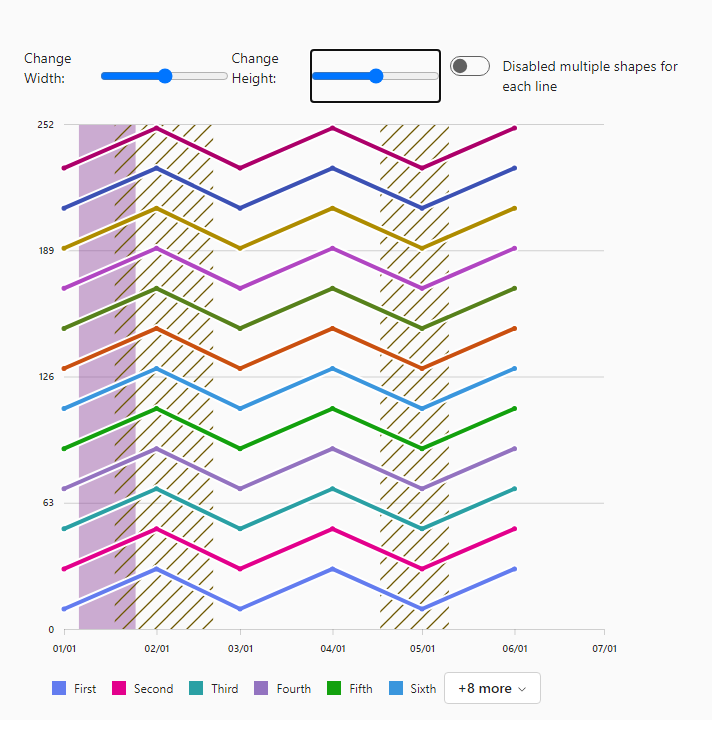 Change Width:
Change Height:
Disabled multiple shapes for each line
252
189
126
63
0
01/01 02/01 03/01 04/01 05/01 06/01 07/01
First Second Third Fourth Fifth Sixth +8 more